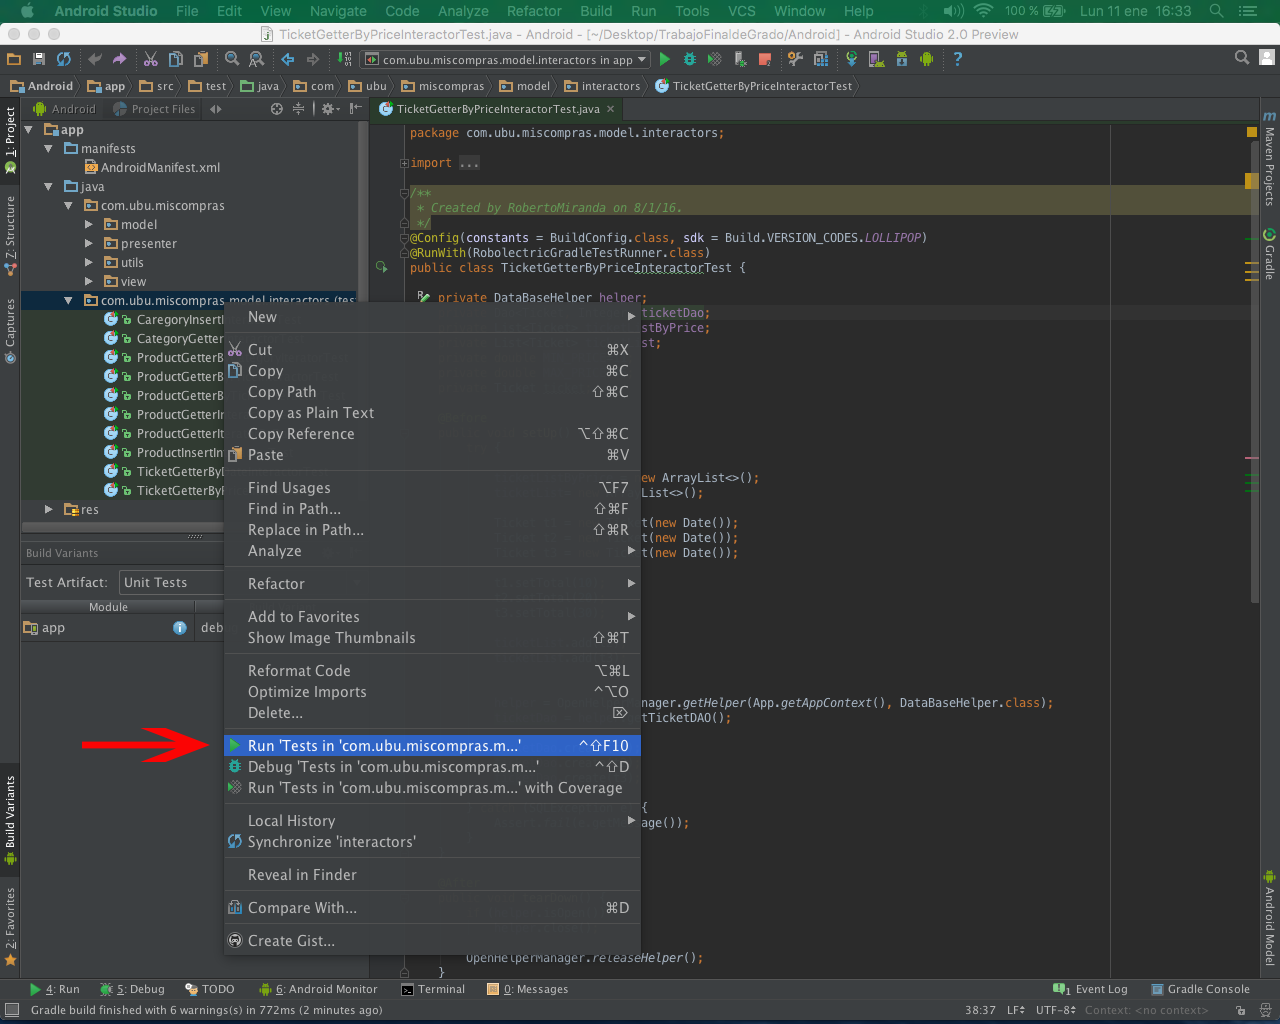 Android Studio File Edit View Navigate Code Analyze Refactor Build Run Tools VCS Window Help 100 % Lun 11 ene 16:33
TicketGetterByPriceInteractorTest.java - Android - [~/Desktop/TrabajoFinaldeGrado/Android] - Android Studio 2.0 Preview
com.ubu.miscompras.model.interactors in app
Android app src test java com ubu miscompras model interactors TicketGetterByPriceInteractorTest
Android Project Files TicketGetterByPriceInteractorTest.java
1: Project
Z: Structure
Captures
Build Variants
2: Favorites
app
manifests
AndroidManifest.xml
java
com.ubu.miscompras
model
presenter
utils
view
com.ubu.miscompras.model.interactors (tes
CaregoryInsertI
CategoryGetter
ProductGetterB
ProductGetterB
ProductGetterB
ProductGetterIn
ProductGetterIt
ProductInsertIn
TicketGetterByD
TicketGetterByP
res
Build Variants
Test Artifact: Unit Tests
Module
app deb
New
Cut ⌘X
Copy ⌘C
Copy Path ⇧⌘C
Copy as Plain Text
Copy Reference ⌥⇧⌘C
Paste ⌘V
Find Usages ⌥F7
Find in Path... ⇧⌘F
Replace in Path... ⇧⌘R
Analyze
Refactor
Add to Favorites
Show Image Thumbnails ⇧⌘T
Reformat Code ⌥⌘L
Optimize Imports ^⌥O
Delete... ⌦
Run 'Tests in 'com.ubu.miscompras.m...' ^⇧F10
Debug 'Tests in 'com.ubu.miscompras.m...' ^⇧D
Run 'Tests in 'com.ubu.miscompras.m...' with Coverage
Local History
Synchronize 'interactors'
Reveal in Finder
Compare With... ⌘D
Create Gist...
package com.ubu.miscompras.model.interactors;
import ...
/**
* Created by RobertoMiranda on 8/1/16.
*/
@Config(constants = BuildConfig.class, sdk = Build.VERSION_CODES.LOLLIPOP)
@RunWith(RobolectricGradleTestRunner.class)
public class TicketGetterByPriceInteractorTest {
private DataBaseHelper helper;
ticketDao;
stByPrice;
st;
ew ArrayList<>();
List<>();
t(new Date());
t(new Date());
t(new Date());
nager.getHelper(App.getAppContext(), DataBaseHelper.class);
tTicketDAO();
{
age());
OpenHelperManager.releaseHelper();
}
m
Maven Projects
Gradle
Android Model
4: Run 5: Debug TODO 6: Android Monitor Terminal 0: Messages 1 Event Log Gradle Console
Gradle build finished with 6 warnings(s) in 772ms (2 minutes ago) 38:37 LF UTF-8 Context: <no context>